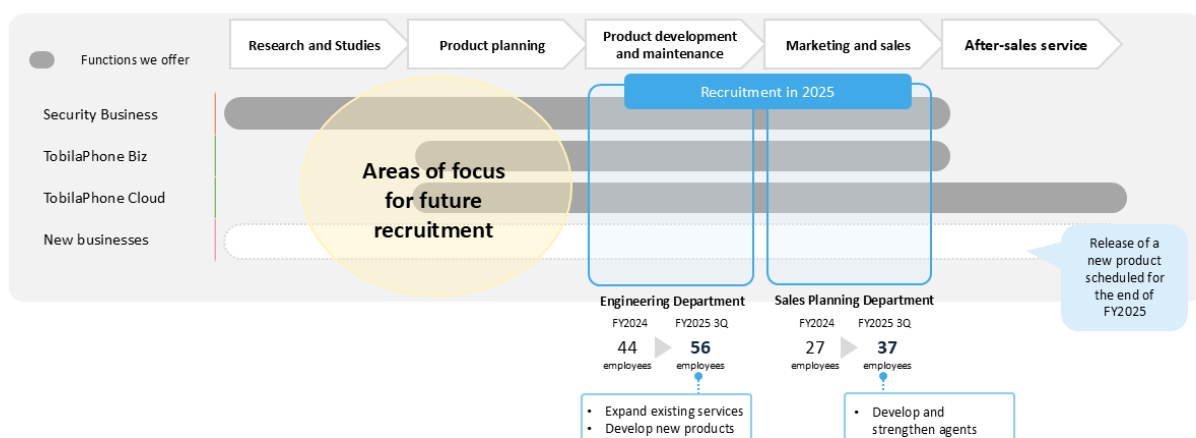 Research and Studies
Product planning
Product development
and maintenance
Marketing and sales
After-sales service
Functions we offer
Recruitment in 2025
Security Business
TobilaPhone Biz
TobilaPhone Cloud
New businesses
Areas of focus
for future
recruitment
Release of a
new product
scheduled for
the end of
FY2025
Engineering Department
FY2024
FY2025 3Q
44
56
employees
employees
Sales Planning Department
FY2024
FY2025 3Q
27
37
employees
employees
• Expand existing services
• Develop new products
• Develop and
strengthen agents